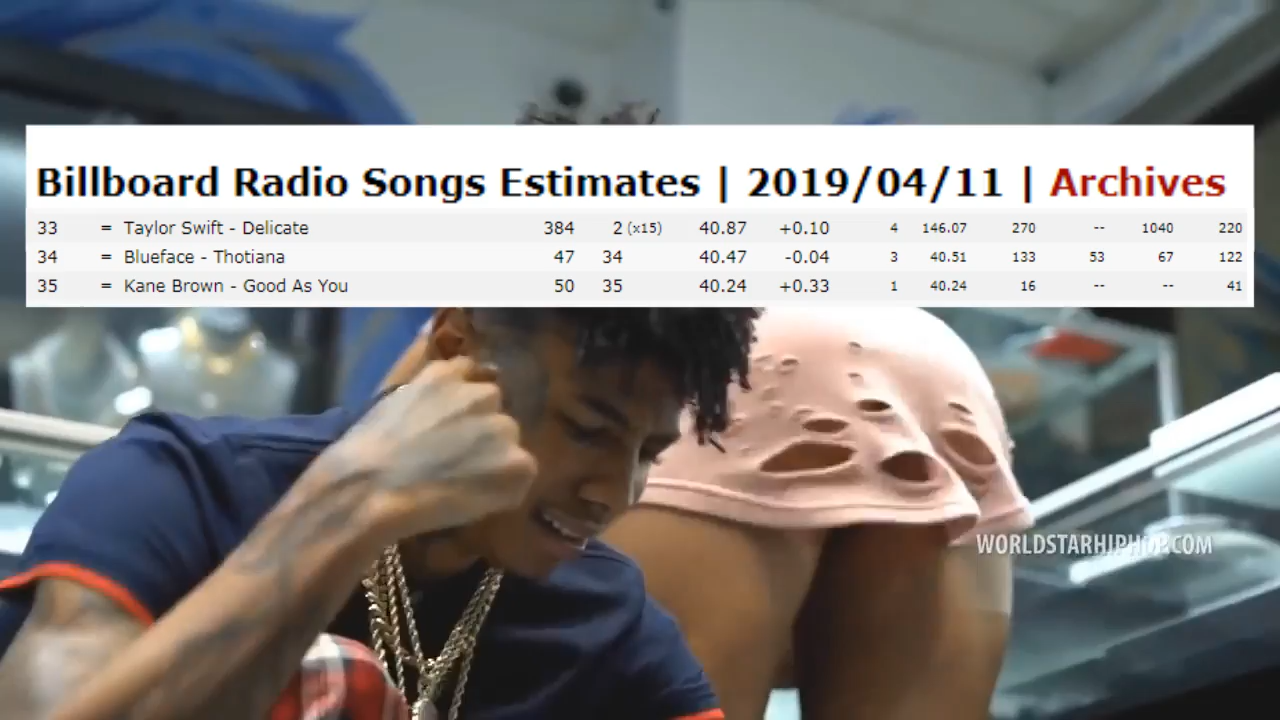 Billboard Radio Songs Estimates | 2019/04/11 | Archives
33 = Taylor Swift - Delicate 384 2 (x15) 40.87 +0.10 4 146.07 270 -- 1040 220
34 = Blueface - Thotiana 47 34 40.47 -0.04 3 40.51 133 53 67 122
35 = Kane Brown - Good As You 50 35 40.24 +0.33 1 40.24 16 -- -- 41
WORLDSTARHIPHOP.COM